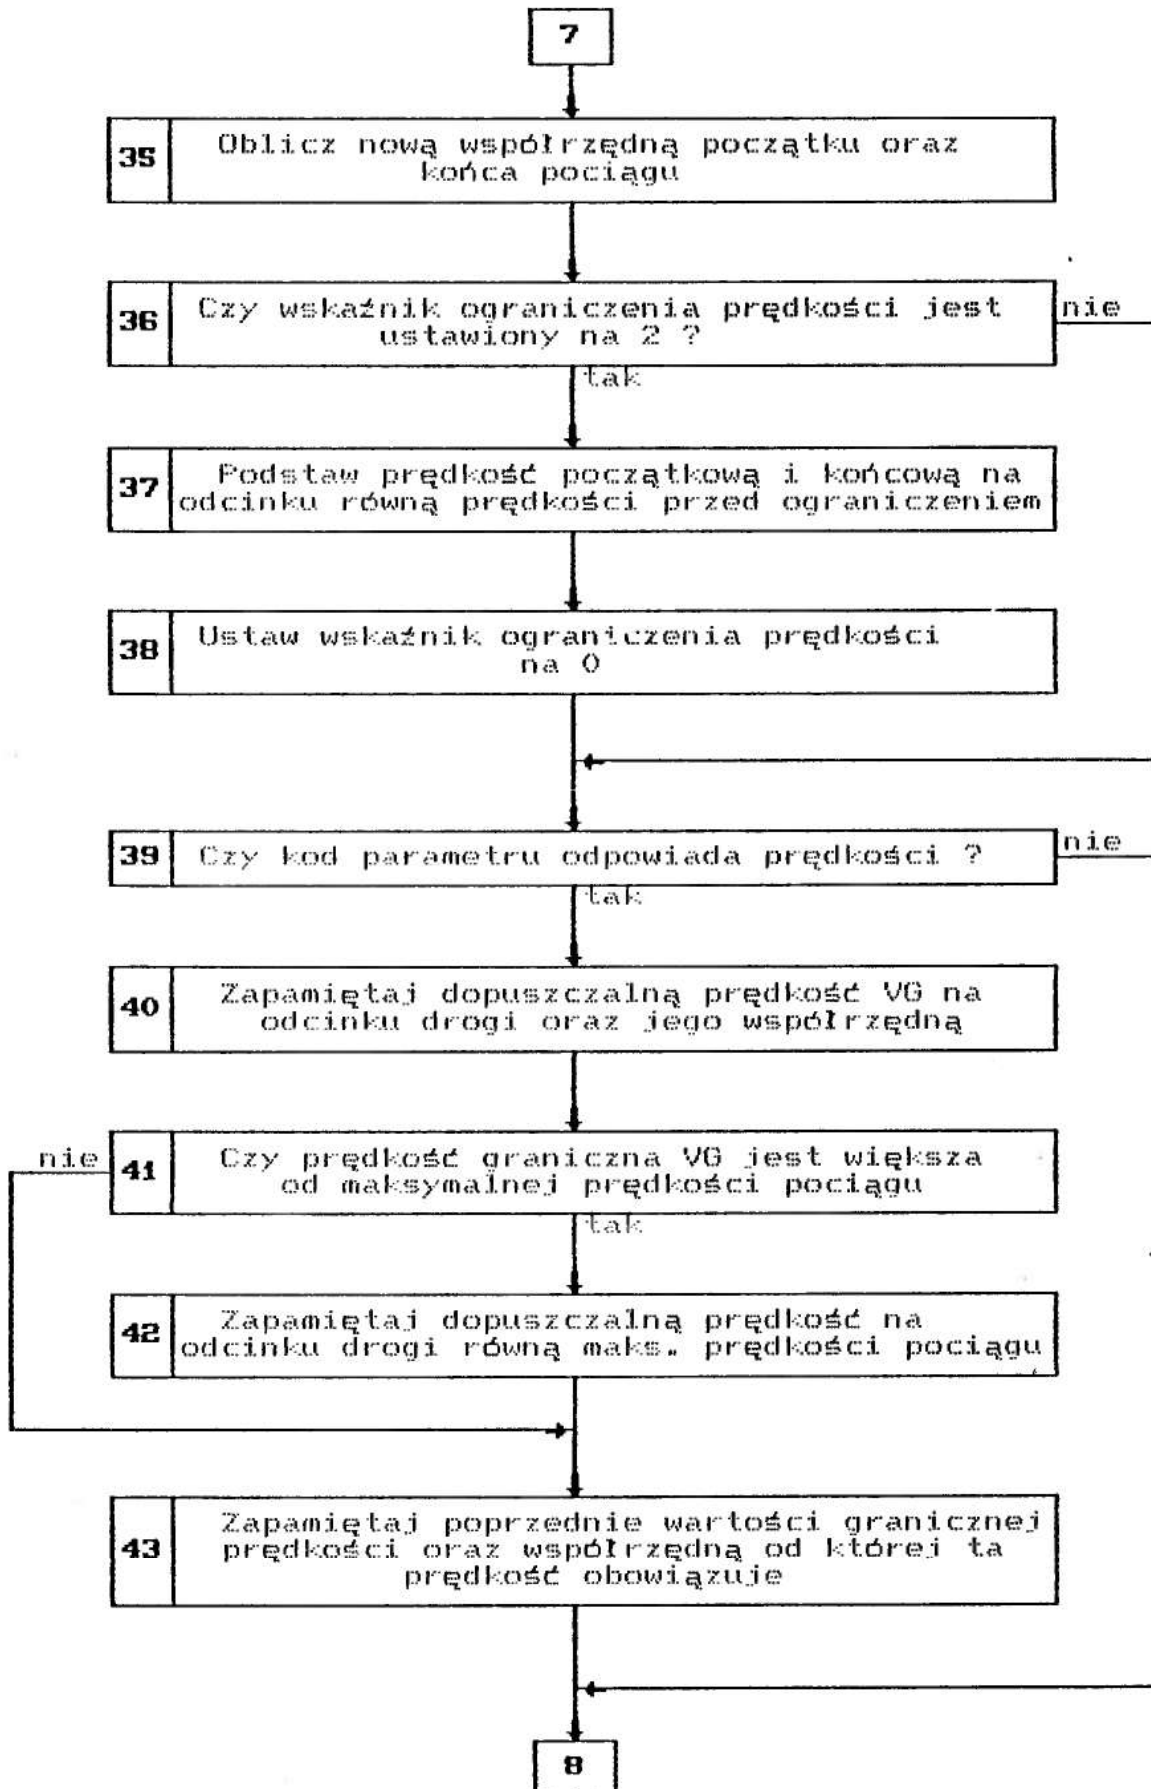 7
35 Oblicz nową współrzędną początku oraz
końca pociągu
36 Czy wskaźnik ograniczenia prędkości jest
ustawiony na 2 ?
nie
tak
37 Podstaw prędkość początkową i końcową na
odcinku równą prędkości przed ograniczeniem
38 Ustaw wskaźnik ograniczenia prędkości
na 0
39 Czy kod parametru odpowiada prędkości ?
nie
tak
40 Zapamiętaj dopuszczalną prędkość VG na
odcinku drogi oraz jego współrzędną
nie
41 Czy prędkość graniczna VG jest większa
od maksymalnej prędkości pociągu
tak
42 Zapamiętaj dopuszczalną prędkość na
odcinku drogi równą maks. prędkości pociągu
43 Zapamiętaj poprzednie wartości granicznej
prędkości oraz współrzędną od której ta
prędkość obowiązuje
8